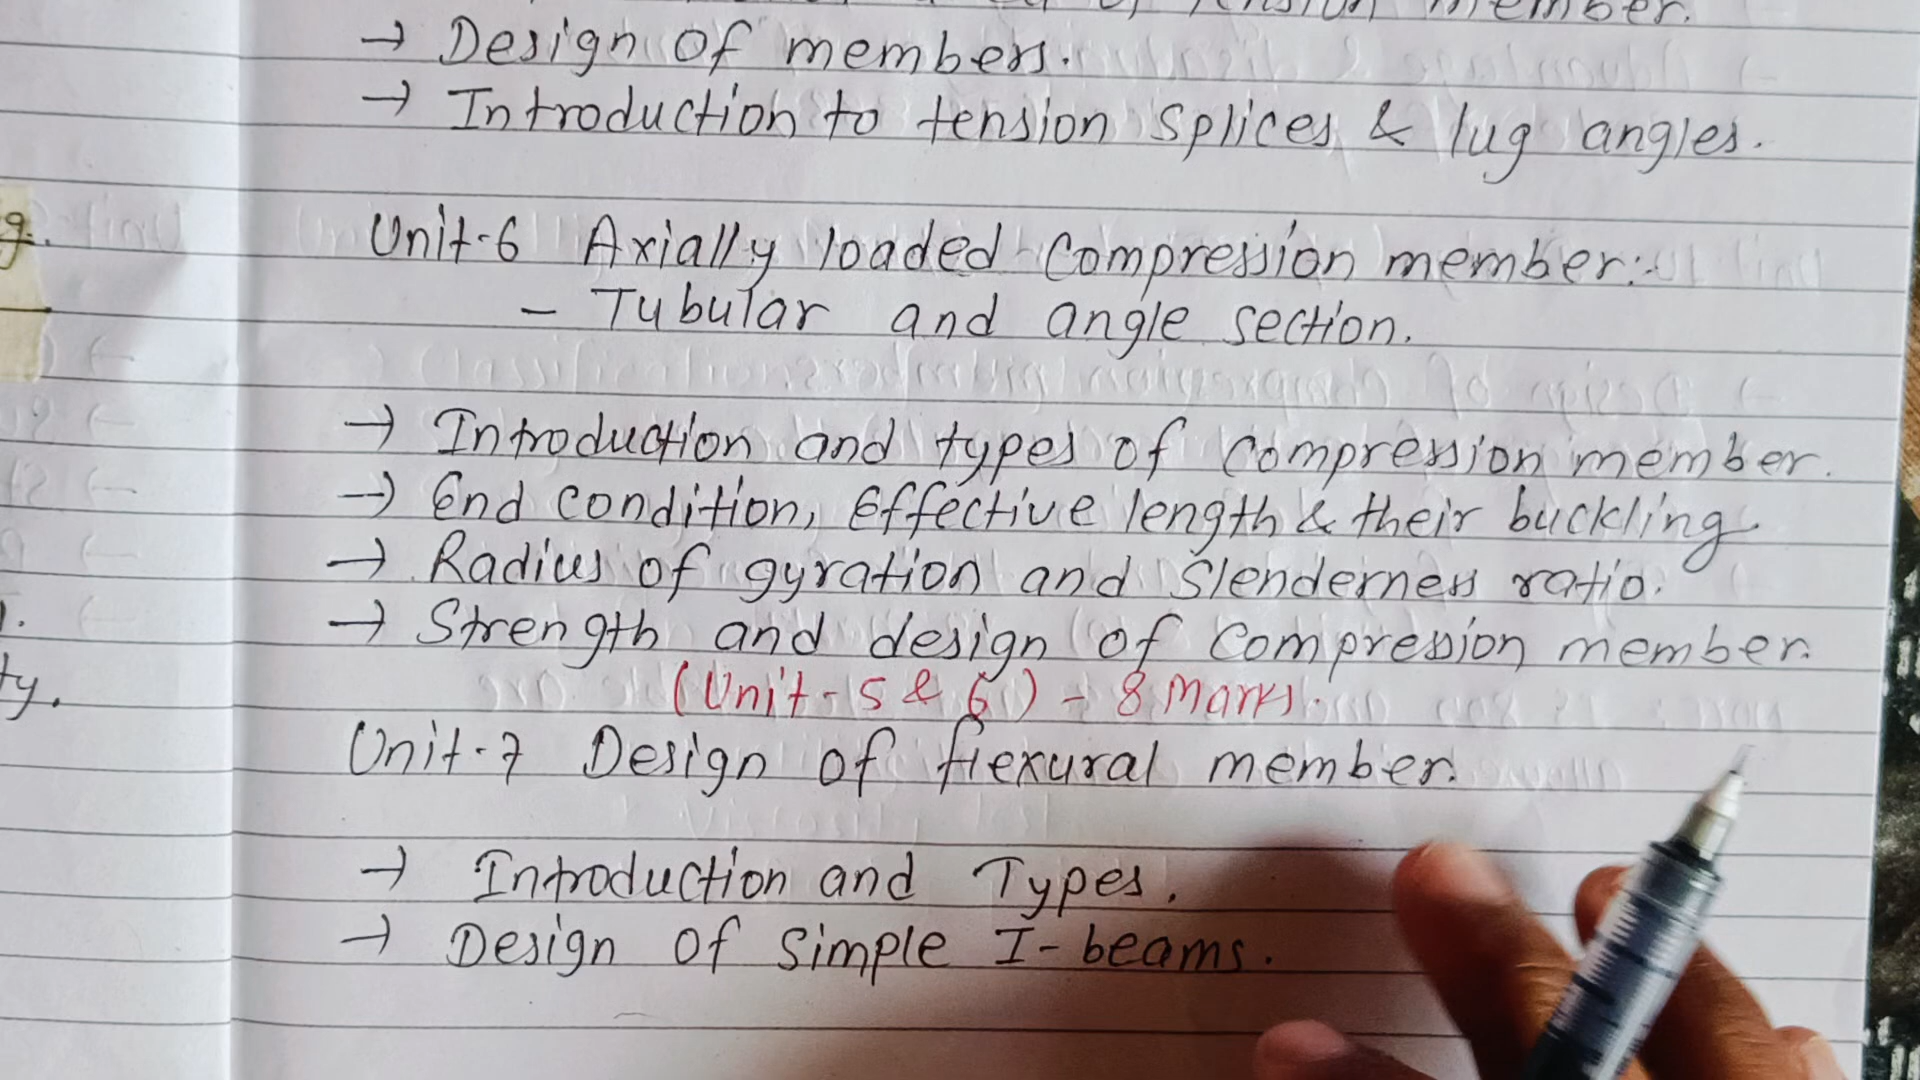 tension member.
→ Design of members.
→ Introduction to tension splices & lug angles.
Unit-6 Axially loaded compression member:-
- Tubular and angle section.
→ Introduction and types of compression member.
→ End condition, Effective length & their buckling
→ Radius of gyration and Slenderness ratio.
→ Strength and design of compression member.
(Unit-5 & 6) - 8 Marks.
Unit-7 Design of flexural member.
→ Introduction and Types.
→ Design of simple I-beams.
g.
ty.